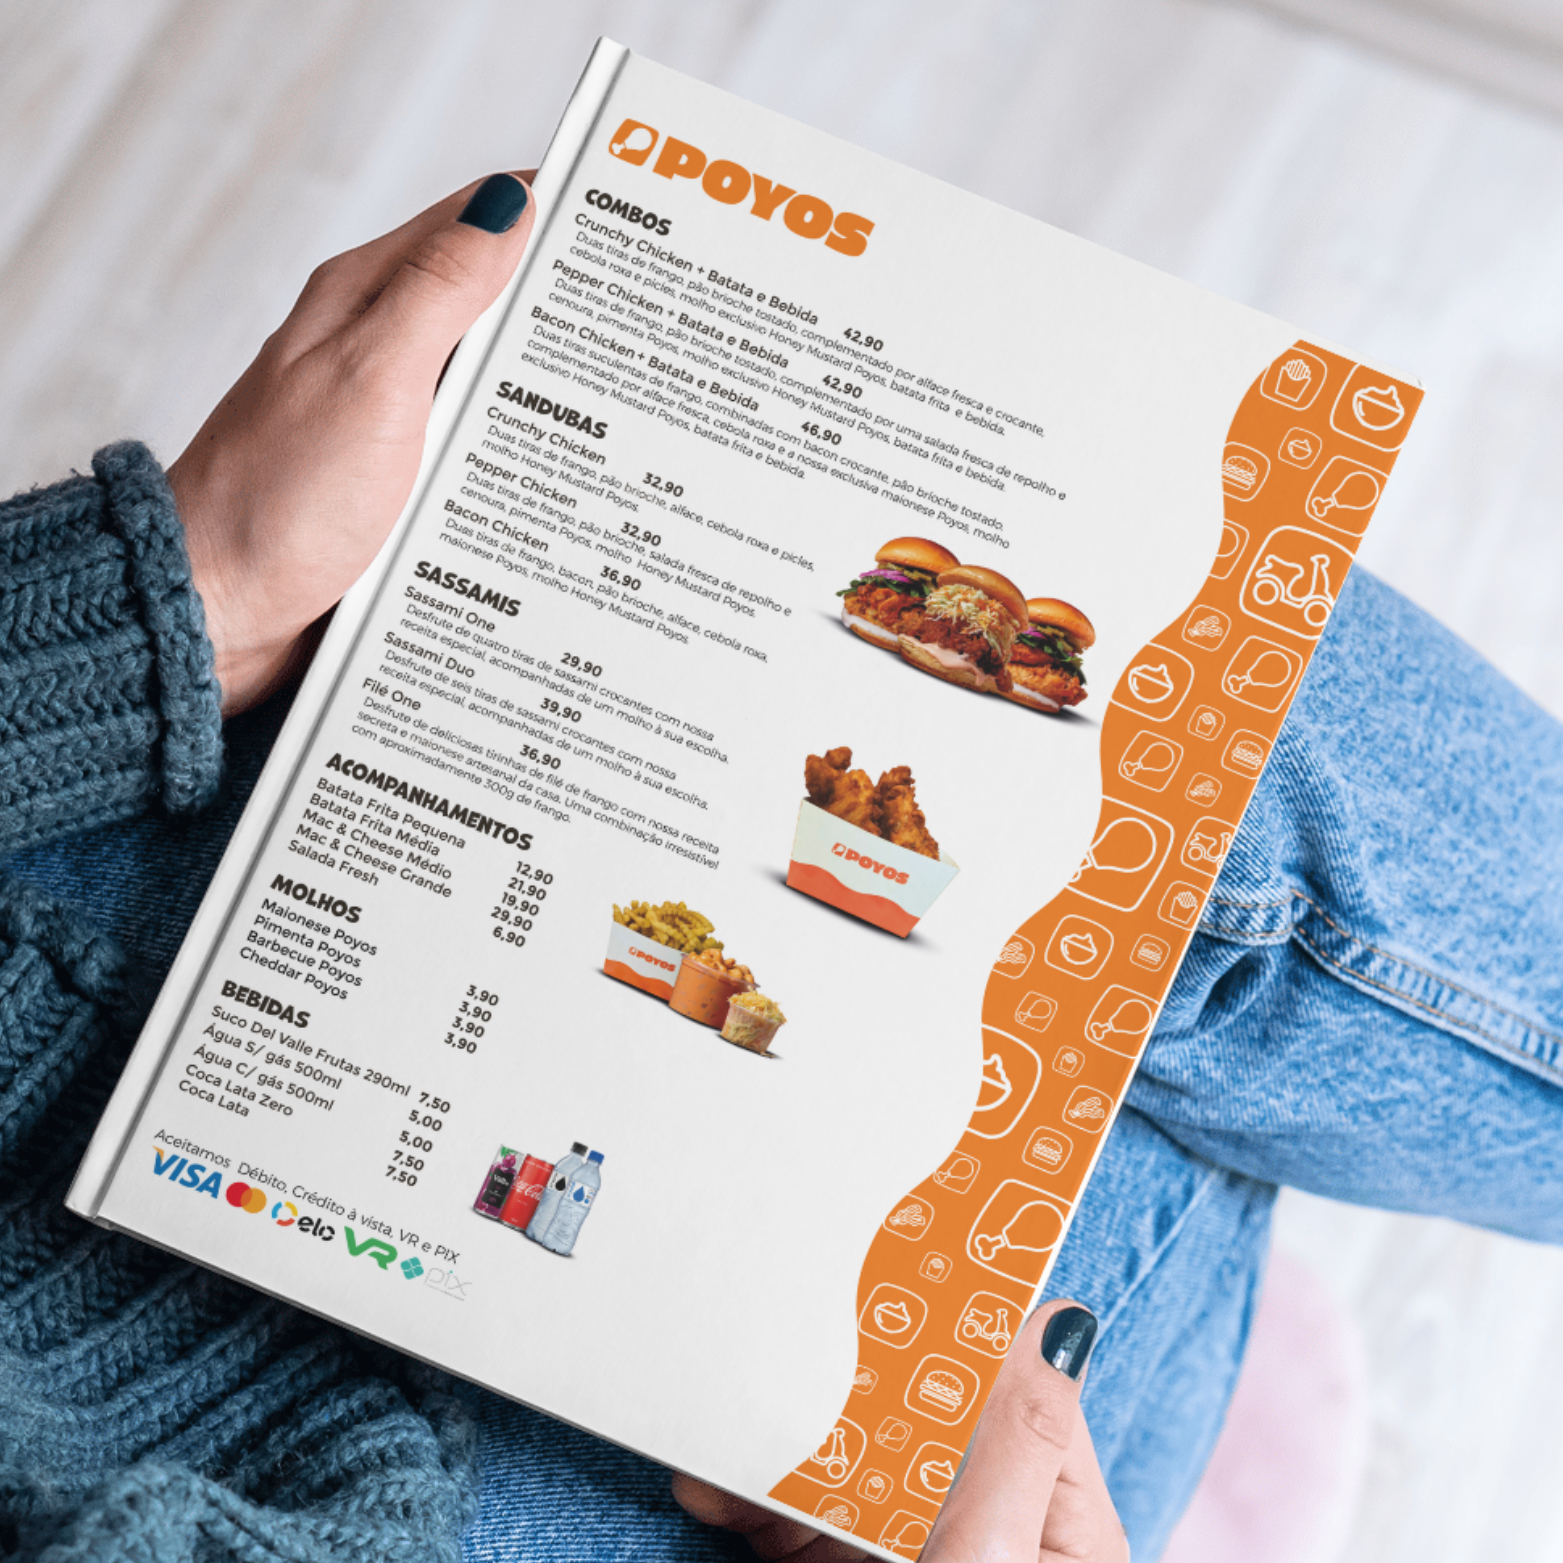 POYOS
COMBOS
Crunchy Chicken + Batata e Bebida 42,90
Duas tiras de frango, pão brioche tostado, complementado por alface fresca e crocante,
cebola roxa e picles, molho exclusivo Honey Mustard Poyos, batata frita e bebida.
Pepper Chicken + Batata e Bebida 42,90
Duas tiras de frango, pão brioche tostado, complementado por uma salada fresca de repolho e
cenoura, pimenta Poyos, molho exclusivo Honey Mustard Poyos, batata frita e bebida.
Bacon Chicken + Batata e Bebida 46,90
Duas tiras suculentas de frango, combinadas com bacon crocante, pão brioche tostado,
complementado por alface fresca, cebola roxa e a nossa exclusiva maionese Poyos, molho
exclusivo Honey Mustard Poyos, batata frita e bebida.
SANDUBAS
Crunchy Chicken 32,90
Duas tiras de frango, pão brioche, alface, cebola roxa e picles,
molho Honey Mustard Poyos.
Pepper Chicken 32,90
Duas tiras de frango, pão brioche, salada fresca de repolho e
cenoura, pimenta Poyos, molho Honey Mustard Poyos.
Bacon Chicken 36,90
Duas tiras de frango, bacon, pão brioche, alface, cebola roxa,
maionese Poyos, molho Honey Mustard Poyos.
SASSAMIS
Sassami One 29,90
Desfrute de quatro tiras de sassami crocantes com nossa
receita especial, acompanhadas de um molho à sua escolha.
Sassami Duo 39,90
Desfrute de seis tiras de sassami crocantes com nossa
receita especial, acompanhadas de um molho à sua escolha.
Filé One 36,90
Desfrute de deliciosas tirinhas de filé de frango com nossa receita
secreta e maionese artesanal da casa. Uma combinação irresistível
com aproximadamente 300g de frango.
ACOMPANHAMENTOS
Batata Frita Pequena 12,90
Batata Frita Média 21,90
Mac & Cheese Médio 19,90
Mac & Cheese Grande 29,90
Salada Fresh 6,90
MOLHOS
Maionese Poyos 3,90
Pimenta Poyos 3,90
Barbecue Poyos 3,90
Cheddar Poyos 3,90
BEBIDAS
Suco Del Valle Frutas 290ml 7,50
Água S/ gás 500ml 5,00
Água C/ gás 500ml 5,00
Coca Lata Zero 7,50
Coca Lata 7,50
Aceitamos Débito, Crédito à vista, VR e PIX
VISA elo VR pix
POYOS
POYOS